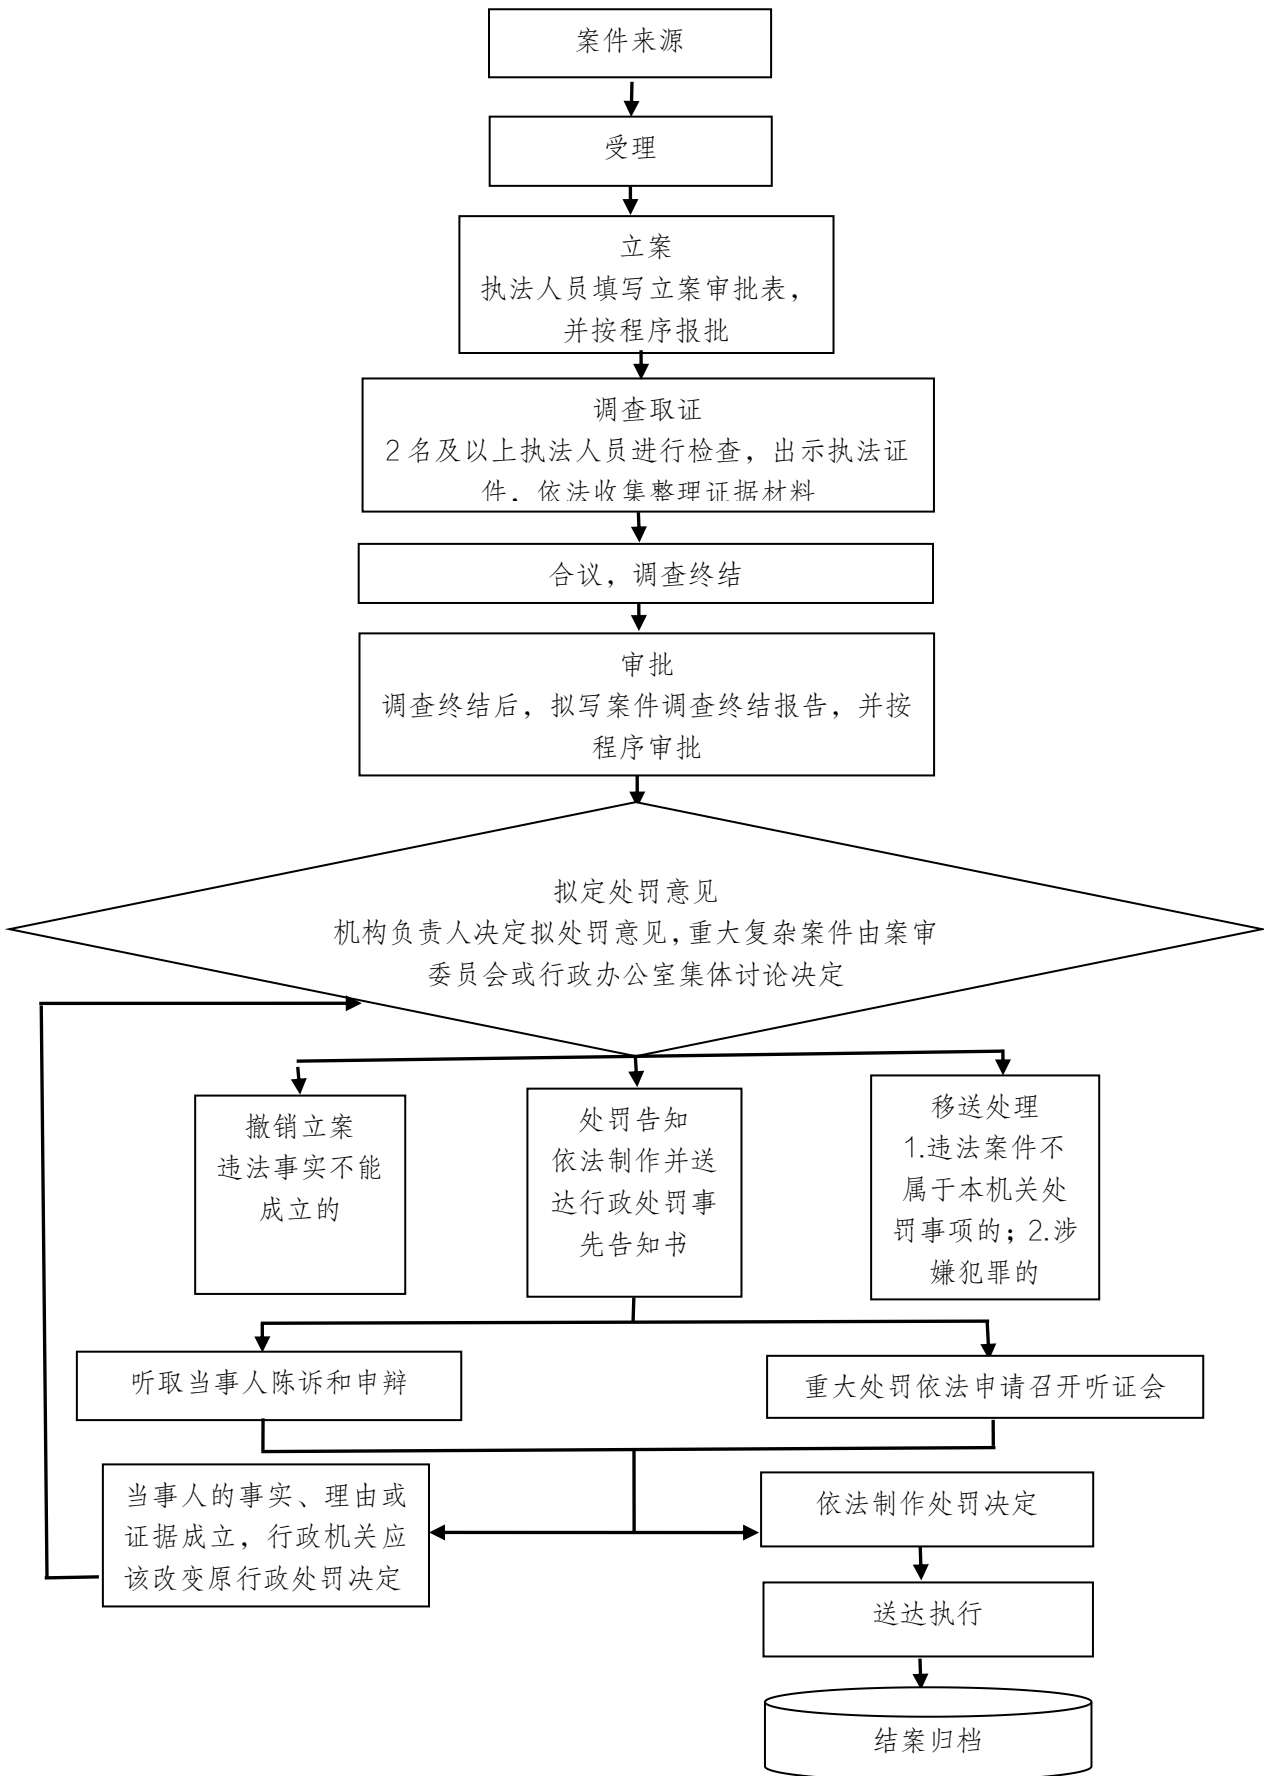 案件来源
受理
立案
执法人员填写立案审批表，
并按程序报批
调查取证
2名及以上执法人员进行检查，出示执法证
件，依法收集整理证据材料
合议，调查终结
审批
调查终结后，拟写案件调查终结报告，并按
程序审批
拟定处罚意见
机构负责人决定拟处罚意见，重大复杂案件由案审
委员会或行政办公室集体讨论决定
撤销立案
违法事实不能
成立的
处罚告知
依法制作并送
达行政处罚事
先告知书
移送处理
1.违法案件不
属于本机关处
罚事项的；2.涉
嫌犯罪的
听取当事人陈诉和申辩
重大处罚依法申请召开听证会
当事人的事实、理由或
证据成立，行政机关应
该改变原行政处罚决定
依法制作处罚决定
送达执行
结案归档